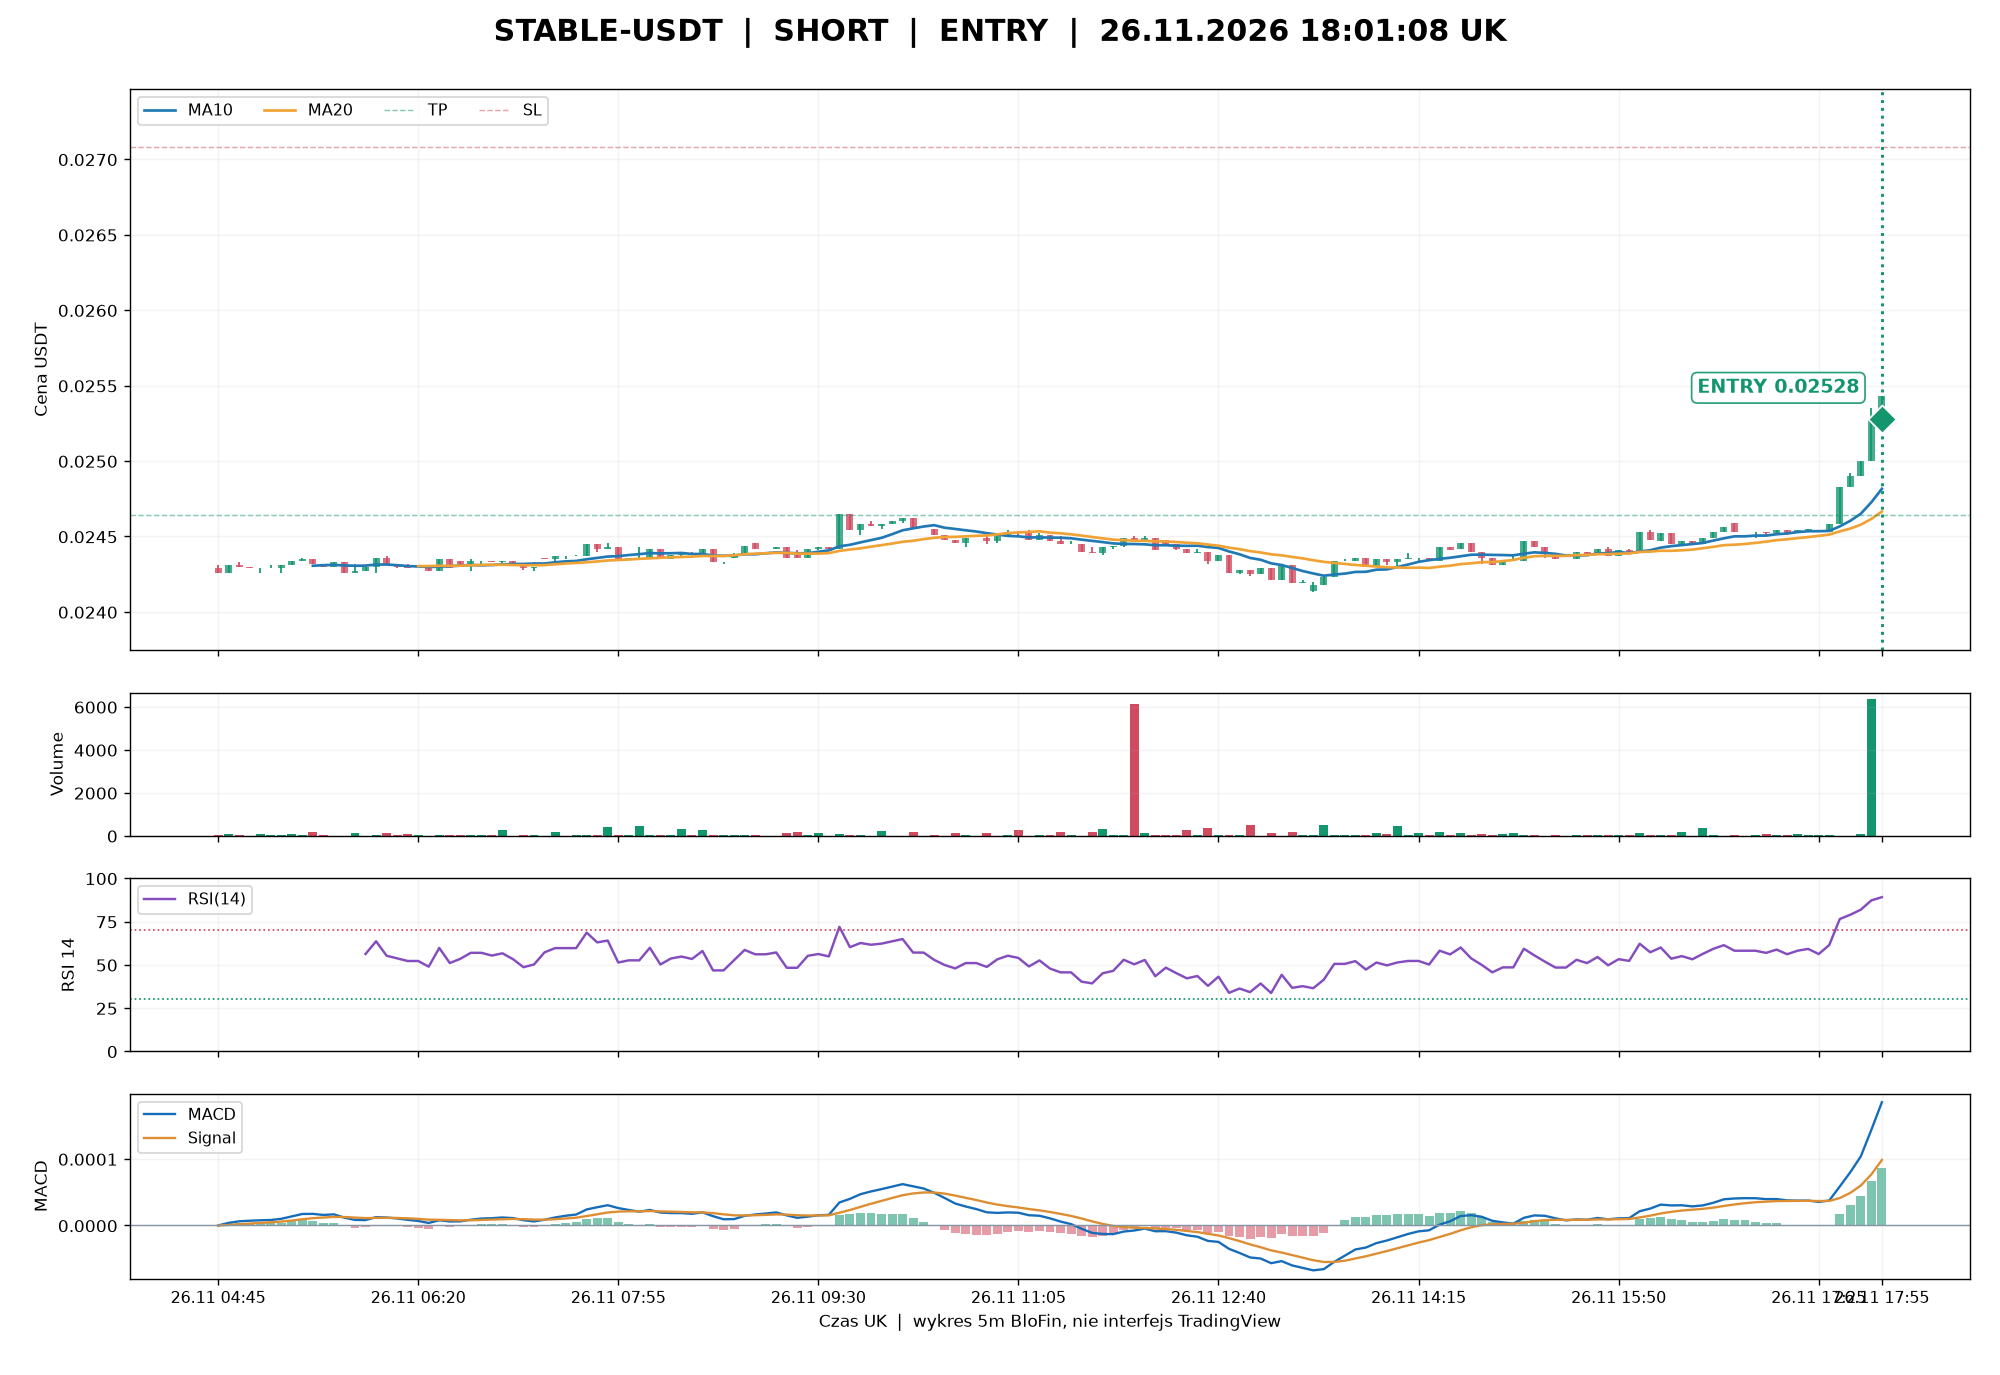 STABLE-USDT | SHORT | ENTRY | 26.11.2026 18:01:08 UK
MA10 MA20 TP SL
Cena USDT
0.0270
0.0265
0.0260
0.0255
0.0250
0.0245
0.0240
ENTRY 0.02528
Volume
6000
4000
2000
0
RSI(14)
RSI 14
100
75
50
25
0
MACD
Signal
MACD
0.0001
0.0000
26.11 04:45 26.11 06:20 26.11 07:55 26.11 09:30 26.11 11:05 26.11 12:40 26.11 14:15 26.11 15:50 26.11 17:25 26.11 17:55
Czas UK | wykres 5m BloFin, nie interfejs TradingView